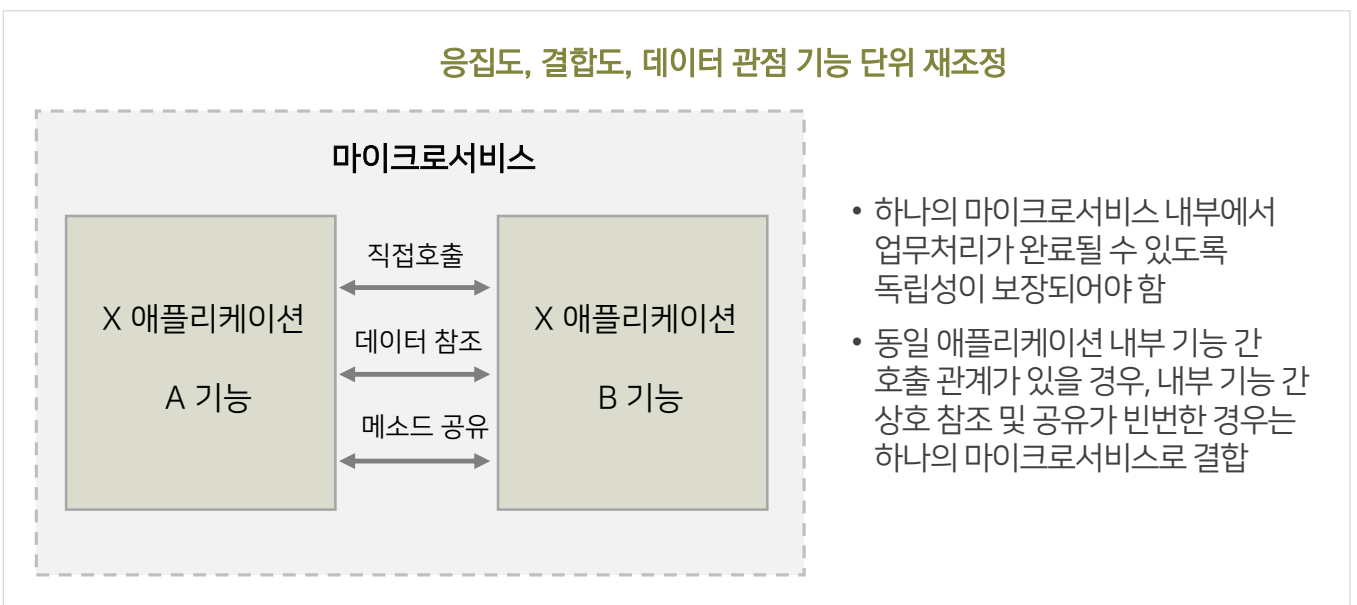 응집도, 결합도, 데이터 관점 기능 단위 재조정
마이크로서비스
X 애플리케이션
A 기능
직접호출
데이터 참조
메소드 공유
X 애플리케이션
B 기능
• 하나의 마이크로서비스 내부에서
업무처리가 완료될 수 있도록
독립성이 보장되어야 함
• 동일 애플리케이션 내부 기능 간
호출 관계가 있을 경우, 내부 기능 간
상호 참조 및 공유가 빈번한 경우는
하나의 마이크로서비스로 결합